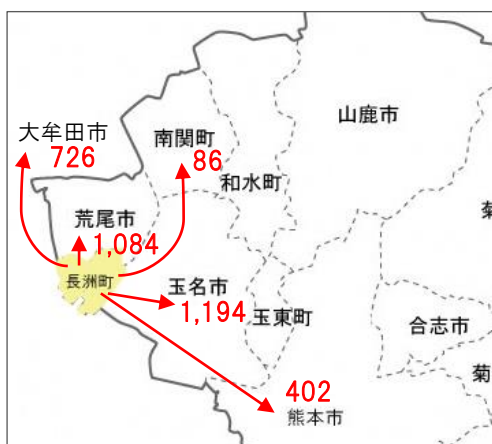 山鹿市
大牟田市
726
南関町
86
和水町
菊
荒尾市
1,084
長洲町
玉名市
1,194
玉東町
合志市
菊
402
熊本市